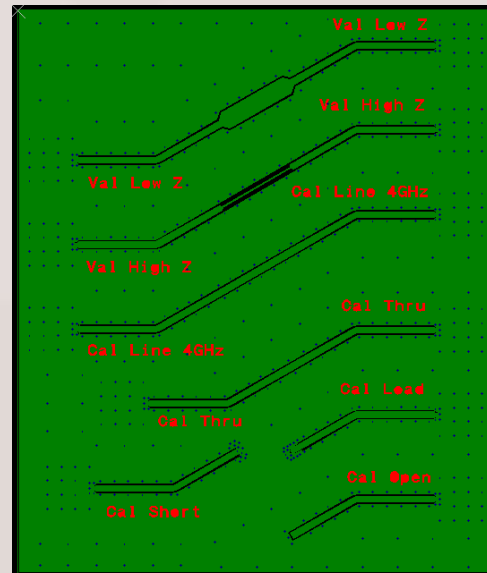 Val Low Z
Val High Z
Val Low Z
Cal Line 4GHz
Val High Z
Cal Thru
Cal Line 4GHz
Cal Load
Cal Thru
Cal Open
Cal Short